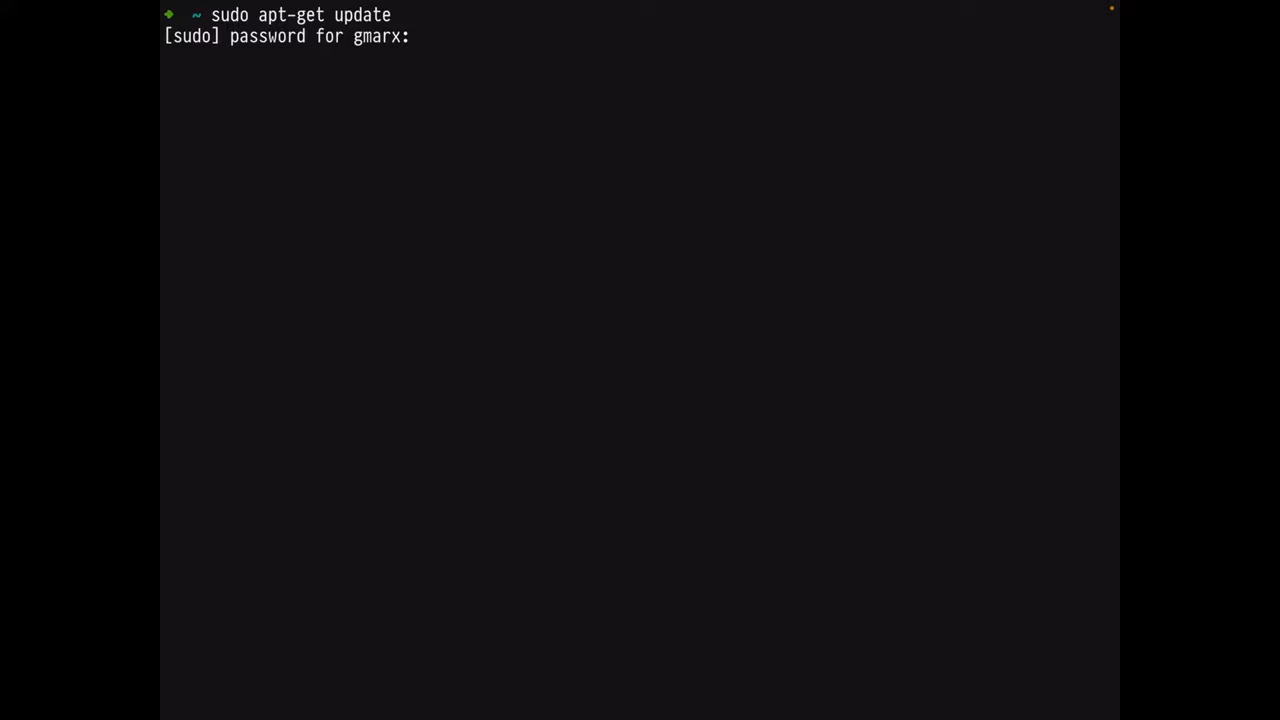 ➜  ~ sudo apt-get update
[sudo] password for gmarx: